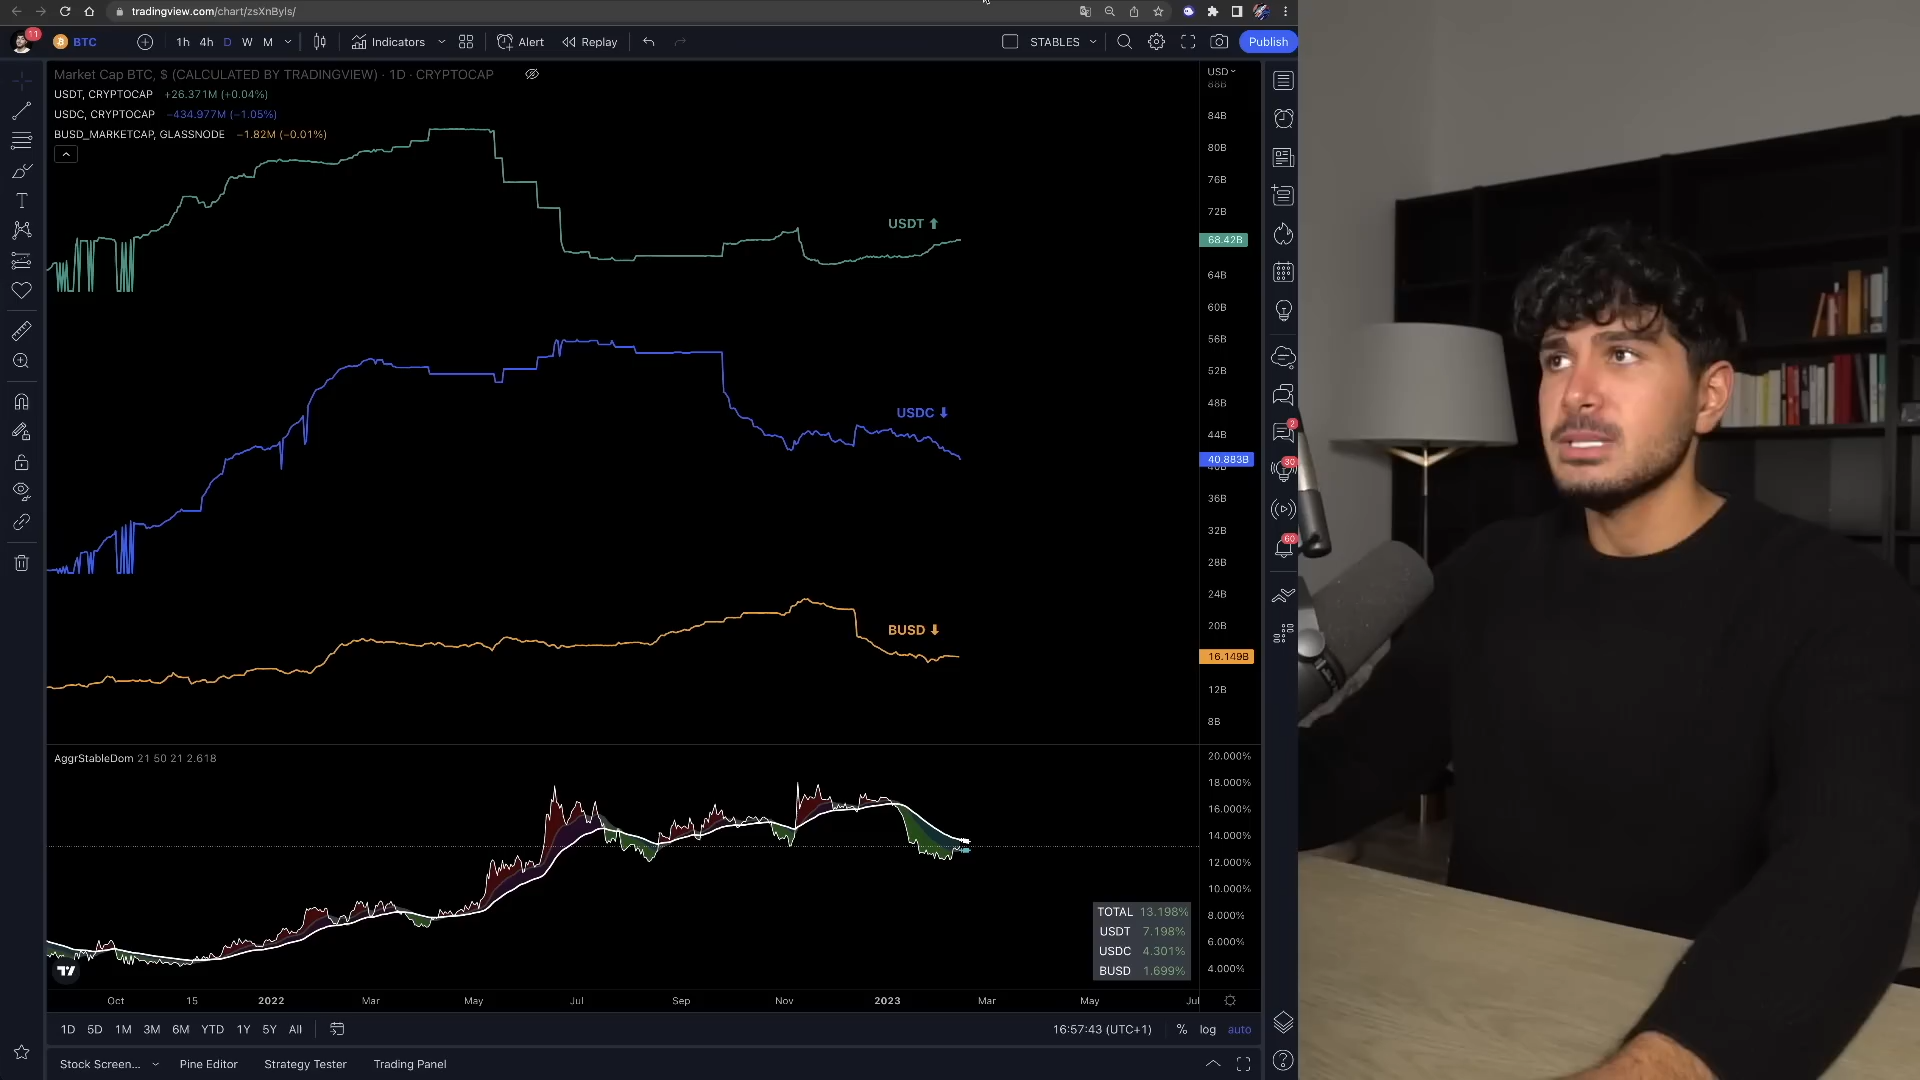 tradingview.com/chart/zsXnByls/
11
BTC
1h 4h D W M
Indicators
Alert
Replay
STABLES
Publish
Market Cap BTC, $ (CALCULATED BY TRADINGVIEW) · 1D · CRYPTOCAP
USDT, CRYPTOCAP +26.371M (+0.04%)
USDC, CRYPTOCAP −434.977M (−1.05%)
BUSD_MARKETCAP, GLASSNODE −1.82M (−0.01%)
USD
88B
84B
80B
76B
72B
68.42B
64B
60B
56B
52B
48B
44B
40.883B
36B
32B
28B
24B
20B
16.149B
12B
8B
USDT
USDC
BUSD
2
30
60
AggrStableDom 21 50 21 2.618
20.000%
18.000%
16.000%
14.000%
12.000%
10.000%
8.000%
6.000%
4.000%
TOTAL 13.198%
USDT 7.198%
USDC 4.301%
BUSD 1.699%
Oct 15 2022 Mar May Jul Sep Nov 2023 Mar May Jul
1D 5D 1M 3M 6M YTD 1Y 5Y All
16:57:43 (UTC+1) % log auto
Stock Screen... Pine Editor Strategy Tester Trading Panel